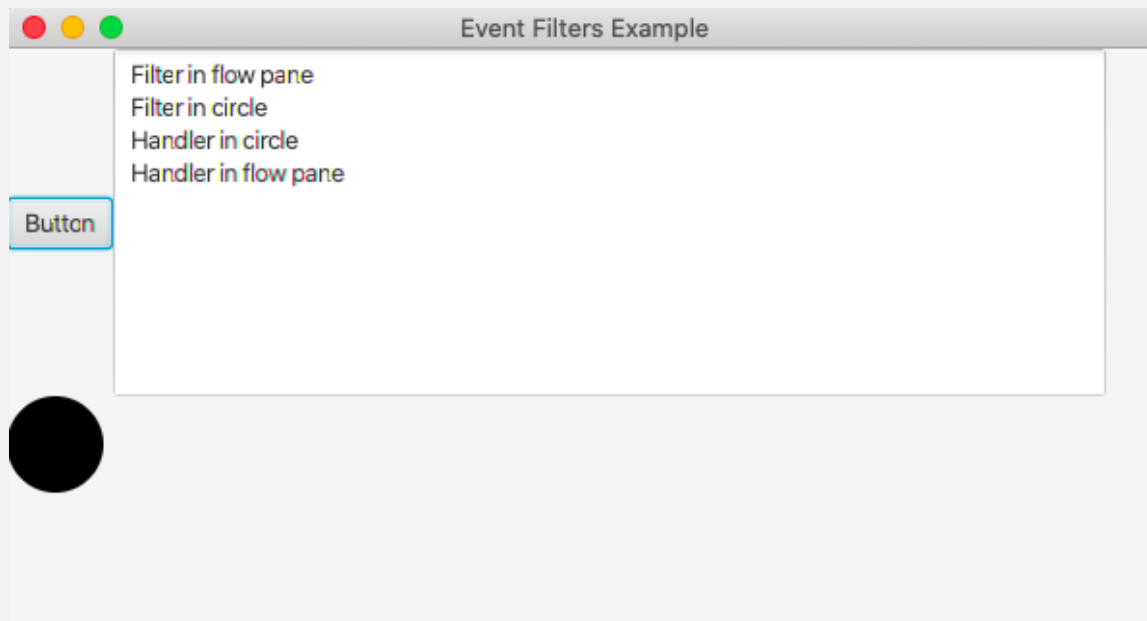 Event Filters Example
Filter in flow pane
Filter in circle
Handler in circle
Handler in flow pane
Button